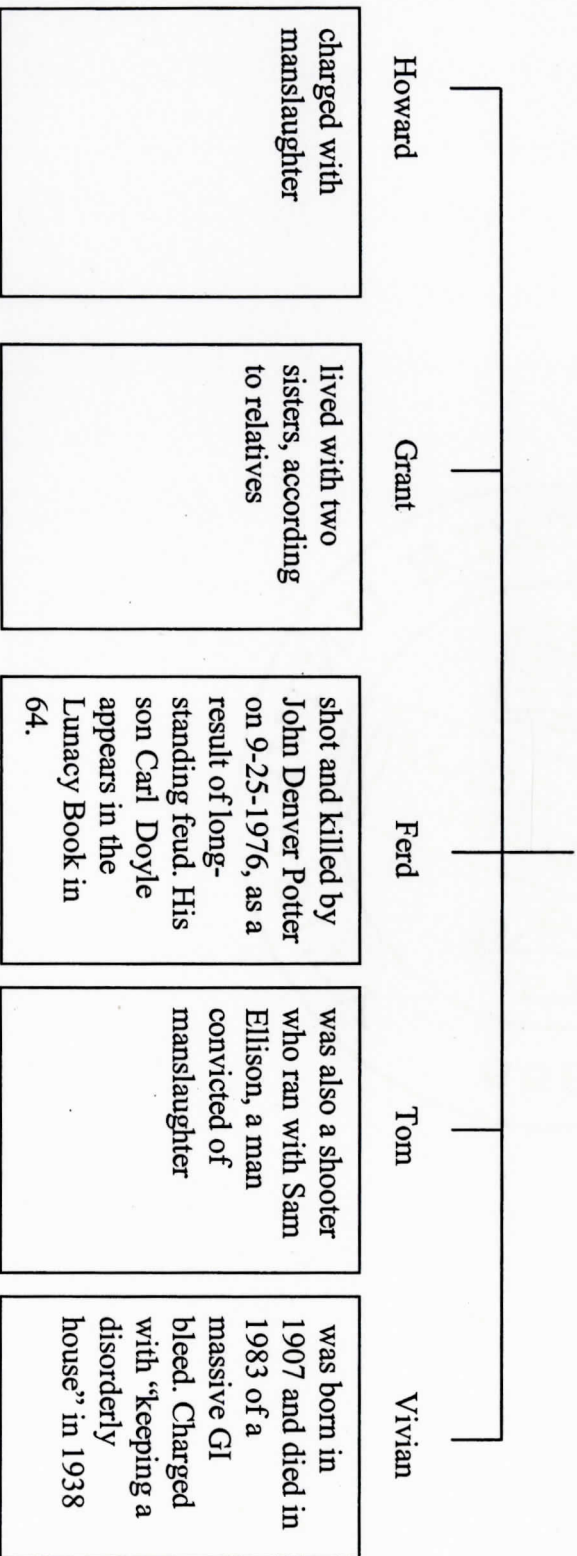 Howard
charged with
manslaughter
Grant
lived with two
sisters, according
to relatives
Ferd
shot and killed by
John Denver Potter
on 9-25-1976, as a
result of long-
standing feud. His
son Carl Doyle
appears in the
Lunacy Book in
64.
Tom
was also a shooter
who ran with Sam
Ellison, a man
convicted of
manslaughter
Vivian
was born in
1907 and died in
1983 of a
massive GI
bleed. Charged
with “keeping a
disorderly
house” in 1938